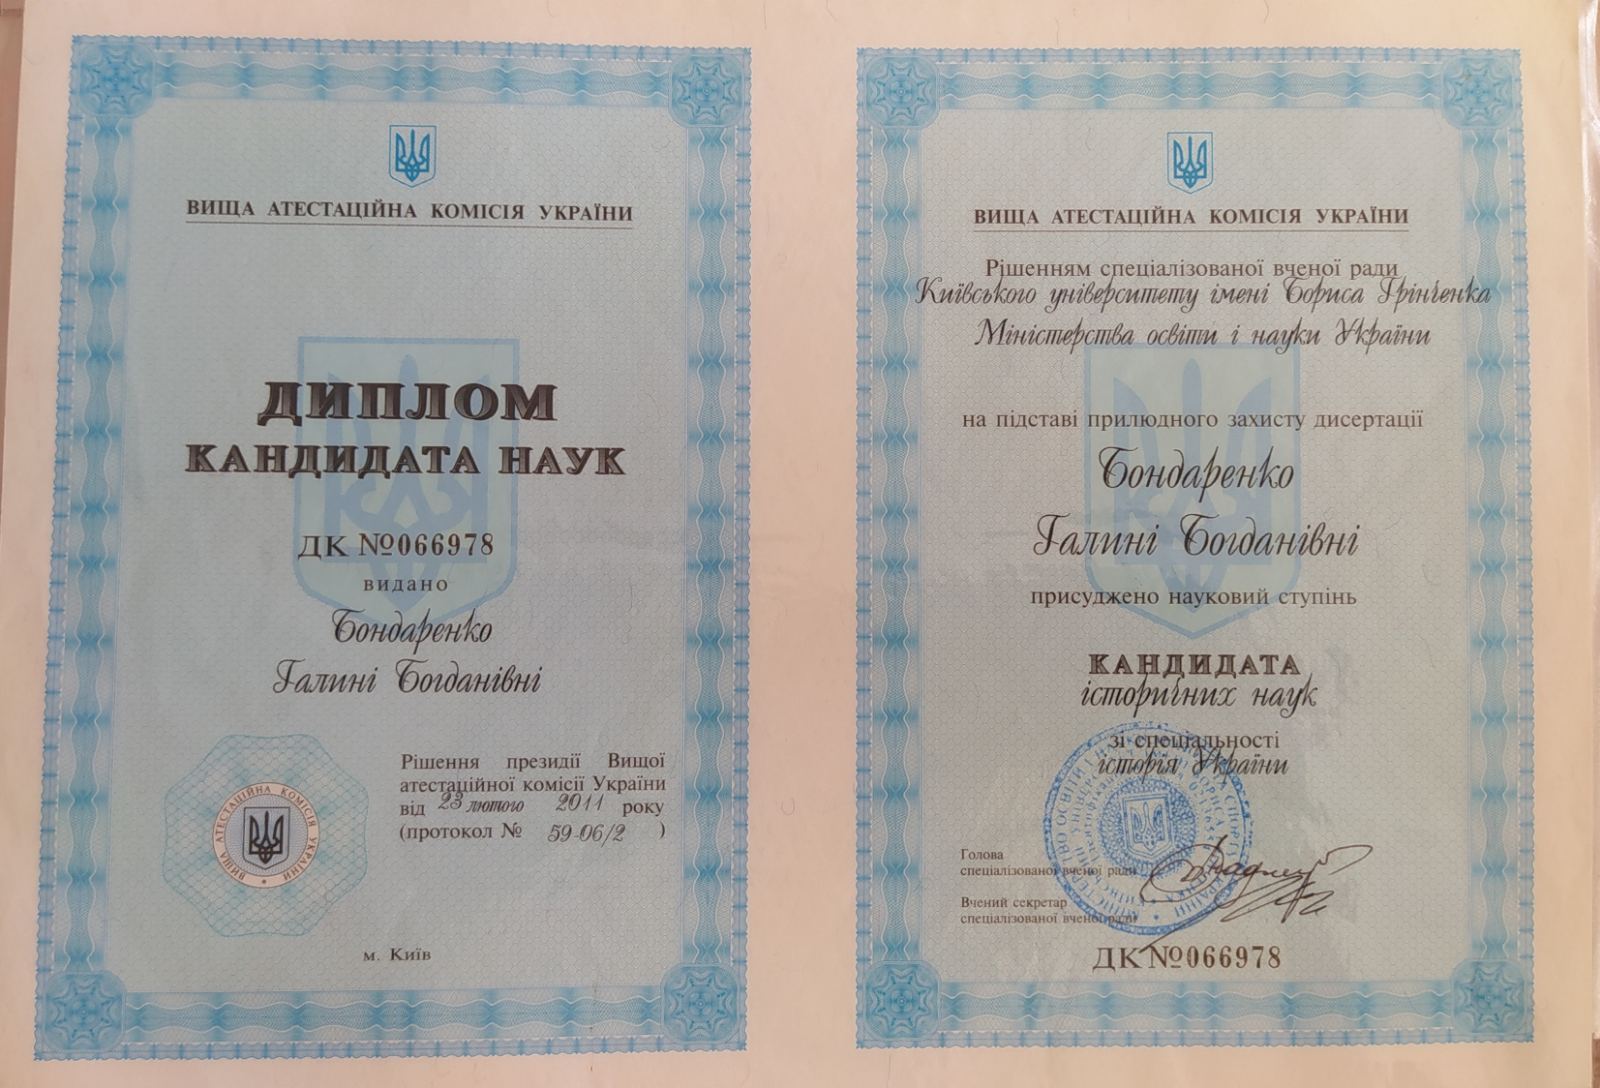 ВИЩА АТЕСТАЦІЙНА КОМІСІЯ УКРАЇНИ
ДИПЛОМ
КАНДИДАТА НАУК
ДК №066978
видано
Бондаренко
Галині Богданівні
Рішення президії Вищої
атестаційної комісії України
від 23 лютого 2011 року
(протокол № 59-06/2 )
ВИЩА АТЕСТАЦІЙНА КОМІСІЯ УКРАЇНИ
м. Київ
ВИЩА АТЕСТАЦІЙНА КОМІСІЯ УКРАЇНИ
Рішенням спеціалізованої вченої ради
Київського університету імені Бориса Грінченка
Міністерства освіти і науки України
на підставі прилюдного захисту дисертації
Бондаренко
Галині Богданівні
присуджено науковий ступінь
КАНДИДАТА
історичних наук
зі спеціальності
історія України
Голова
спеціалізованої вченої ради
Вчений секретар
спеціалізованої вченої ради
ДК №066978